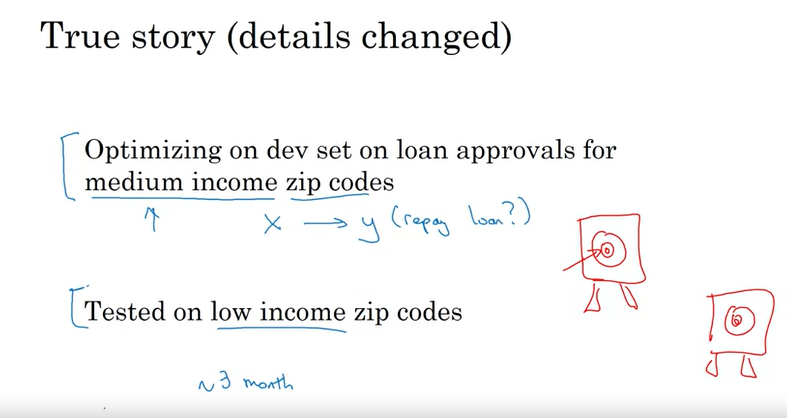 True story (details changed)
Optimizing on dev set on loan approvals for
medium income zip codes
x → y (repay loan?)
Tested on low income zip codes
~3 month